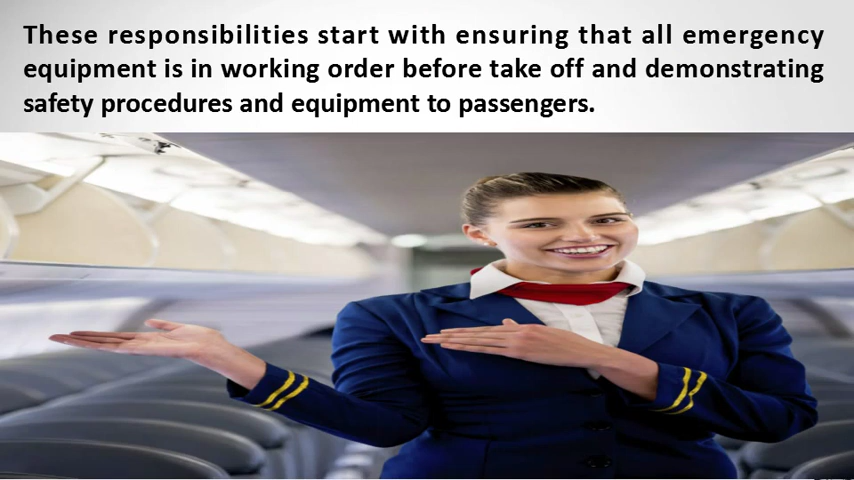 These responsibilities start with ensuring that all emergency
equipment is in working order before take off and demonstrating
safety procedures and equipment to passengers.